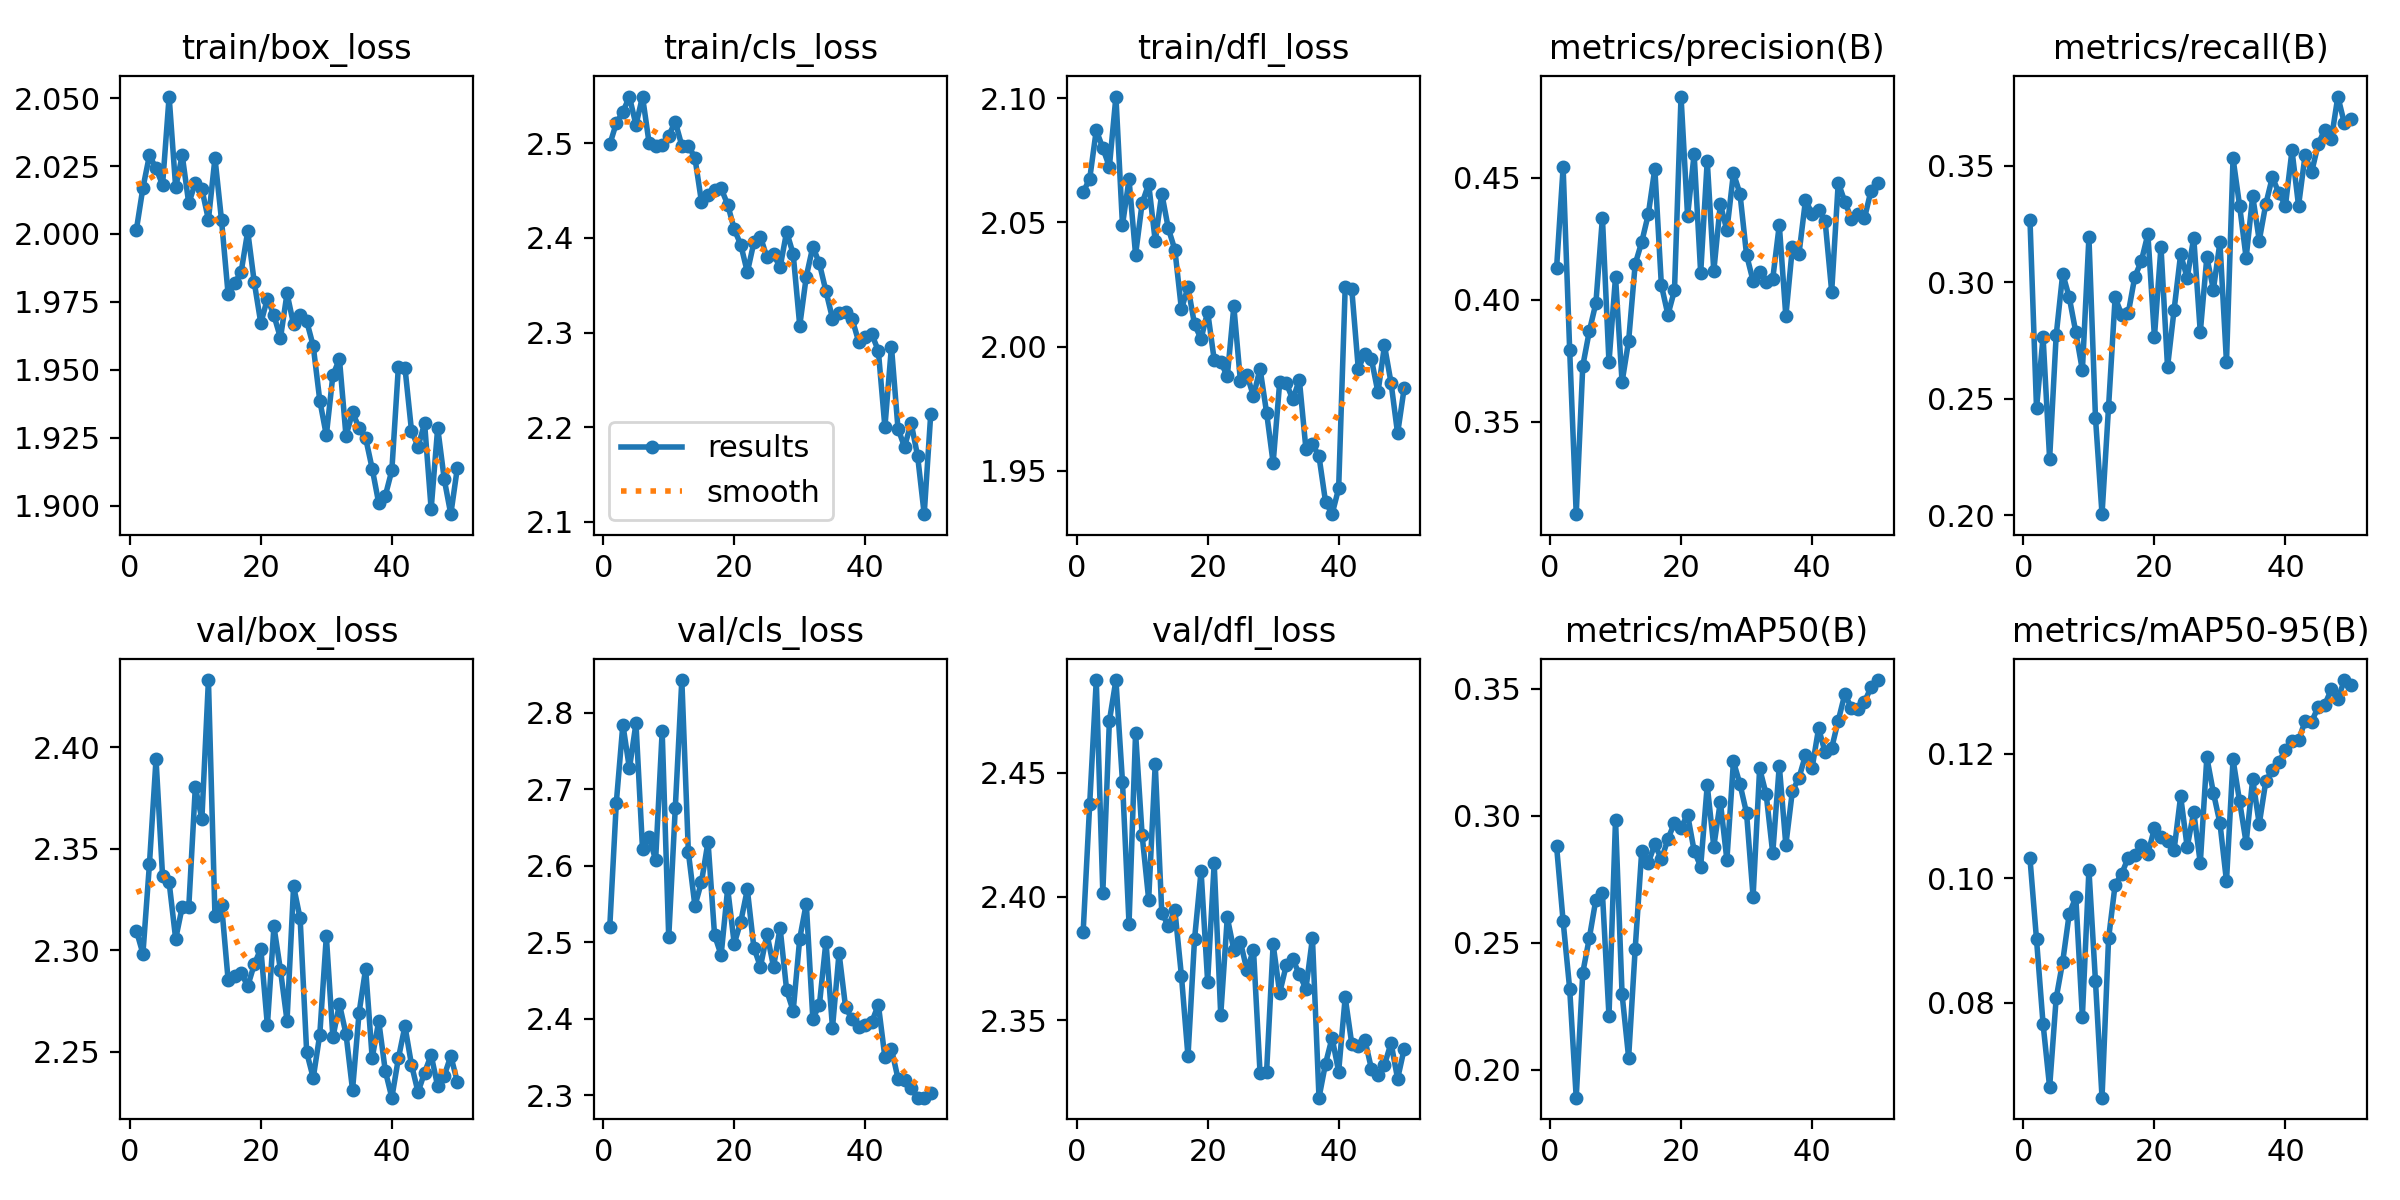 train/box_loss
2.050
2.025
2.000
1.975
1.950
1.925
1.900
0 20 40
train/cls_loss
2.5
2.4
2.3
2.2
2.1
results
smooth
0 20 40
train/dfl_loss
2.10
2.05
2.00
1.95
0 20 40
metrics/precision(B)
0.45
0.40
0.35
0 20 40
metrics/recall(B)
0.35
0.30
0.25
0.20
0 20 40
val/box_loss
2.40
2.35
2.30
2.25
0 20 40
val/cls_loss
2.8
2.7
2.6
2.5
2.4
2.3
0 20 40
val/dfl_loss
2.45
2.40
2.35
0 20 40
metrics/mAP50(B)
0.35
0.30
0.25
0.20
0 20 40
metrics/mAP50-95(B)
0.12
0.10
0.08
0 20 40